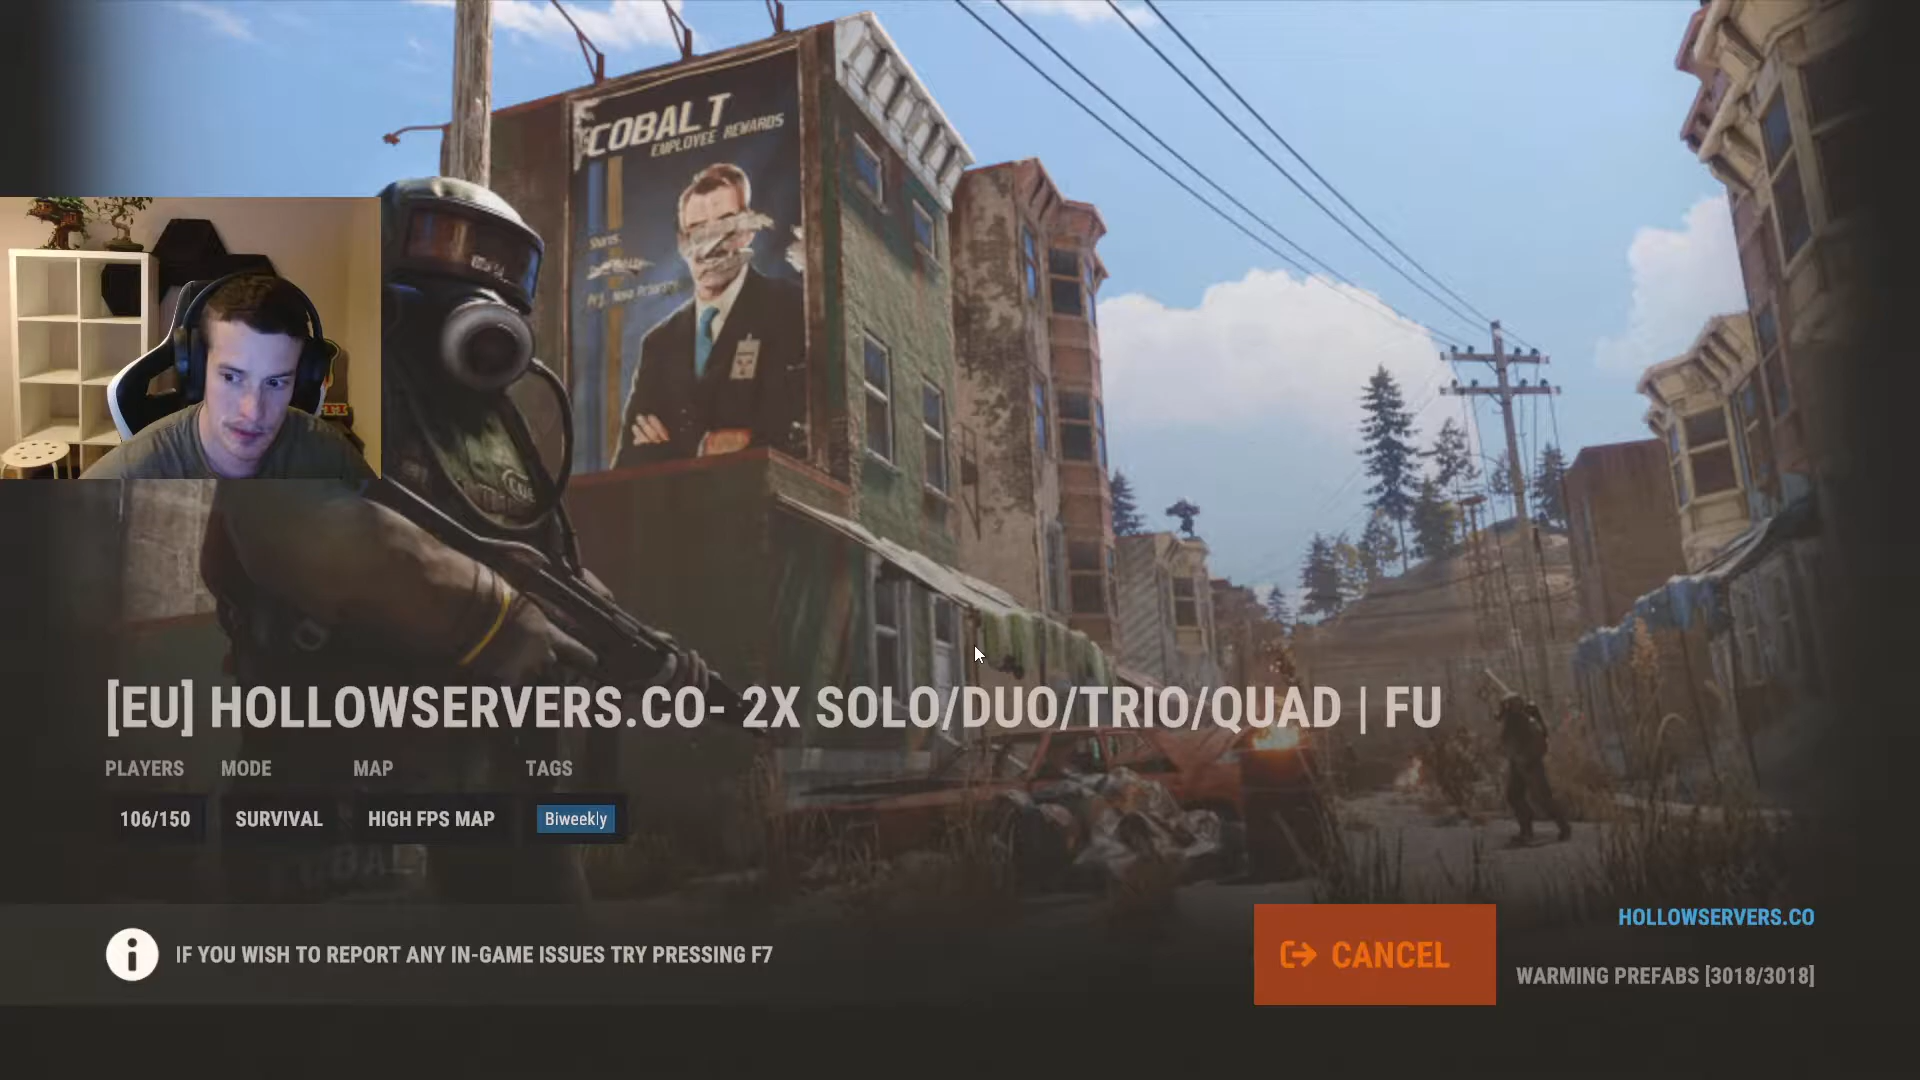 COBALT
EMPLOYEE REWARDS
[EU] HOLLOWSERVERS.CO- 2X SOLO/DUO/TRIO/QUAD | FU
PLAYERS MODE MAP TAGS
106/150 SURVIVAL HIGH FPS MAP Biweekly
IF YOU WISH TO REPORT ANY IN-GAME ISSUES TRY PRESSING F7
CANCEL
HOLLOWSERVERS.CO
WARMING PREFABS [3018/3018]